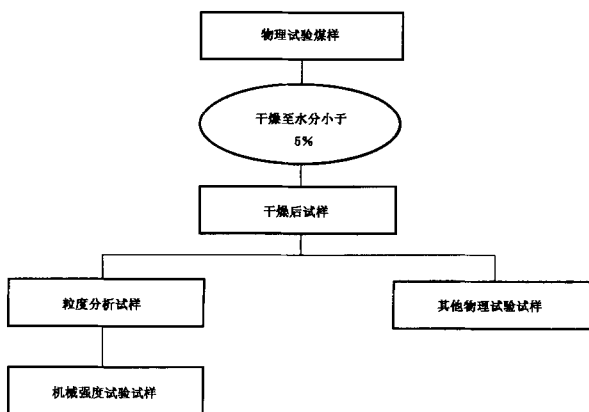 物理试验煤样
干燥至水分小于
5%
干燥后试样
粒度分析试样
其他物理试验试样
机械强度试验试样